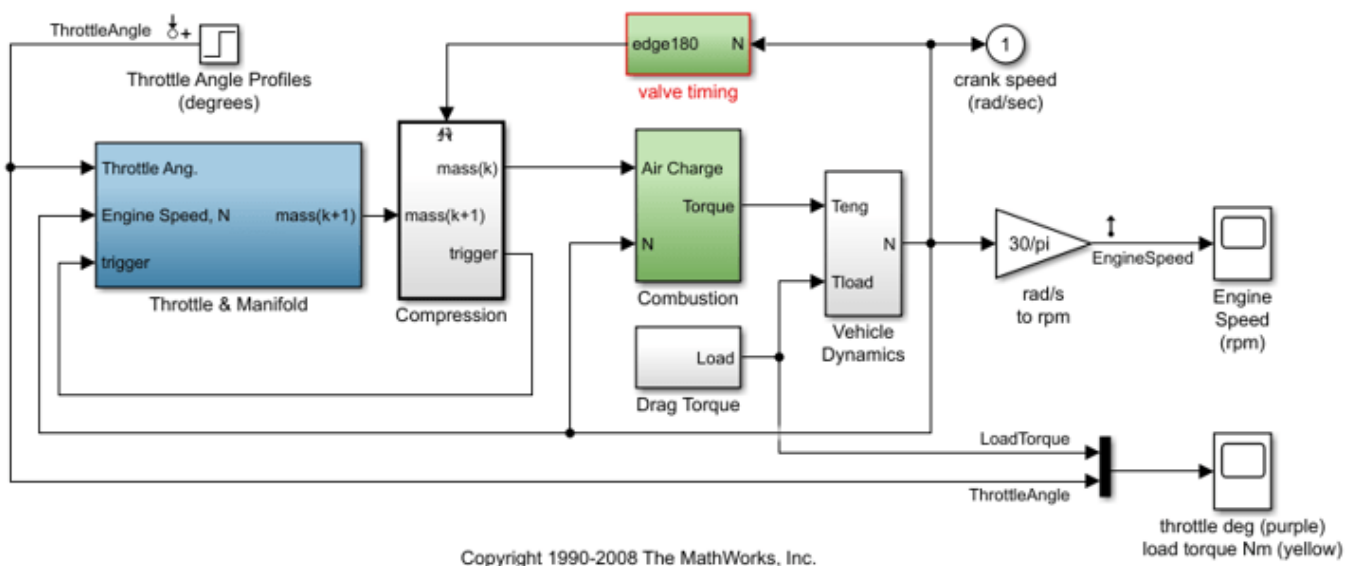 ThrottleAngle
Throttle Angle Profiles
(degrees)
edge180 N
valve timing
1
crank speed
(rad/sec)
Throttle Ang.
Engine Speed, N
mass(k+1)
trigger
Throttle & Manifold
mass(k)
mass(k+1)
trigger
Compression
Air Charge
Torque
N
Combustion
Load
Drag Torque
Teng
N
Tload
Vehicle
Dynamics
30/pi
rad/s
to rpm
EngineSpeed
Engine
Speed
(rpm)
LoadTorque
ThrottleAngle
throttle deg (purple)
load torque Nm (yellow)
Copyright 1990-2008 The MathWorks, Inc.